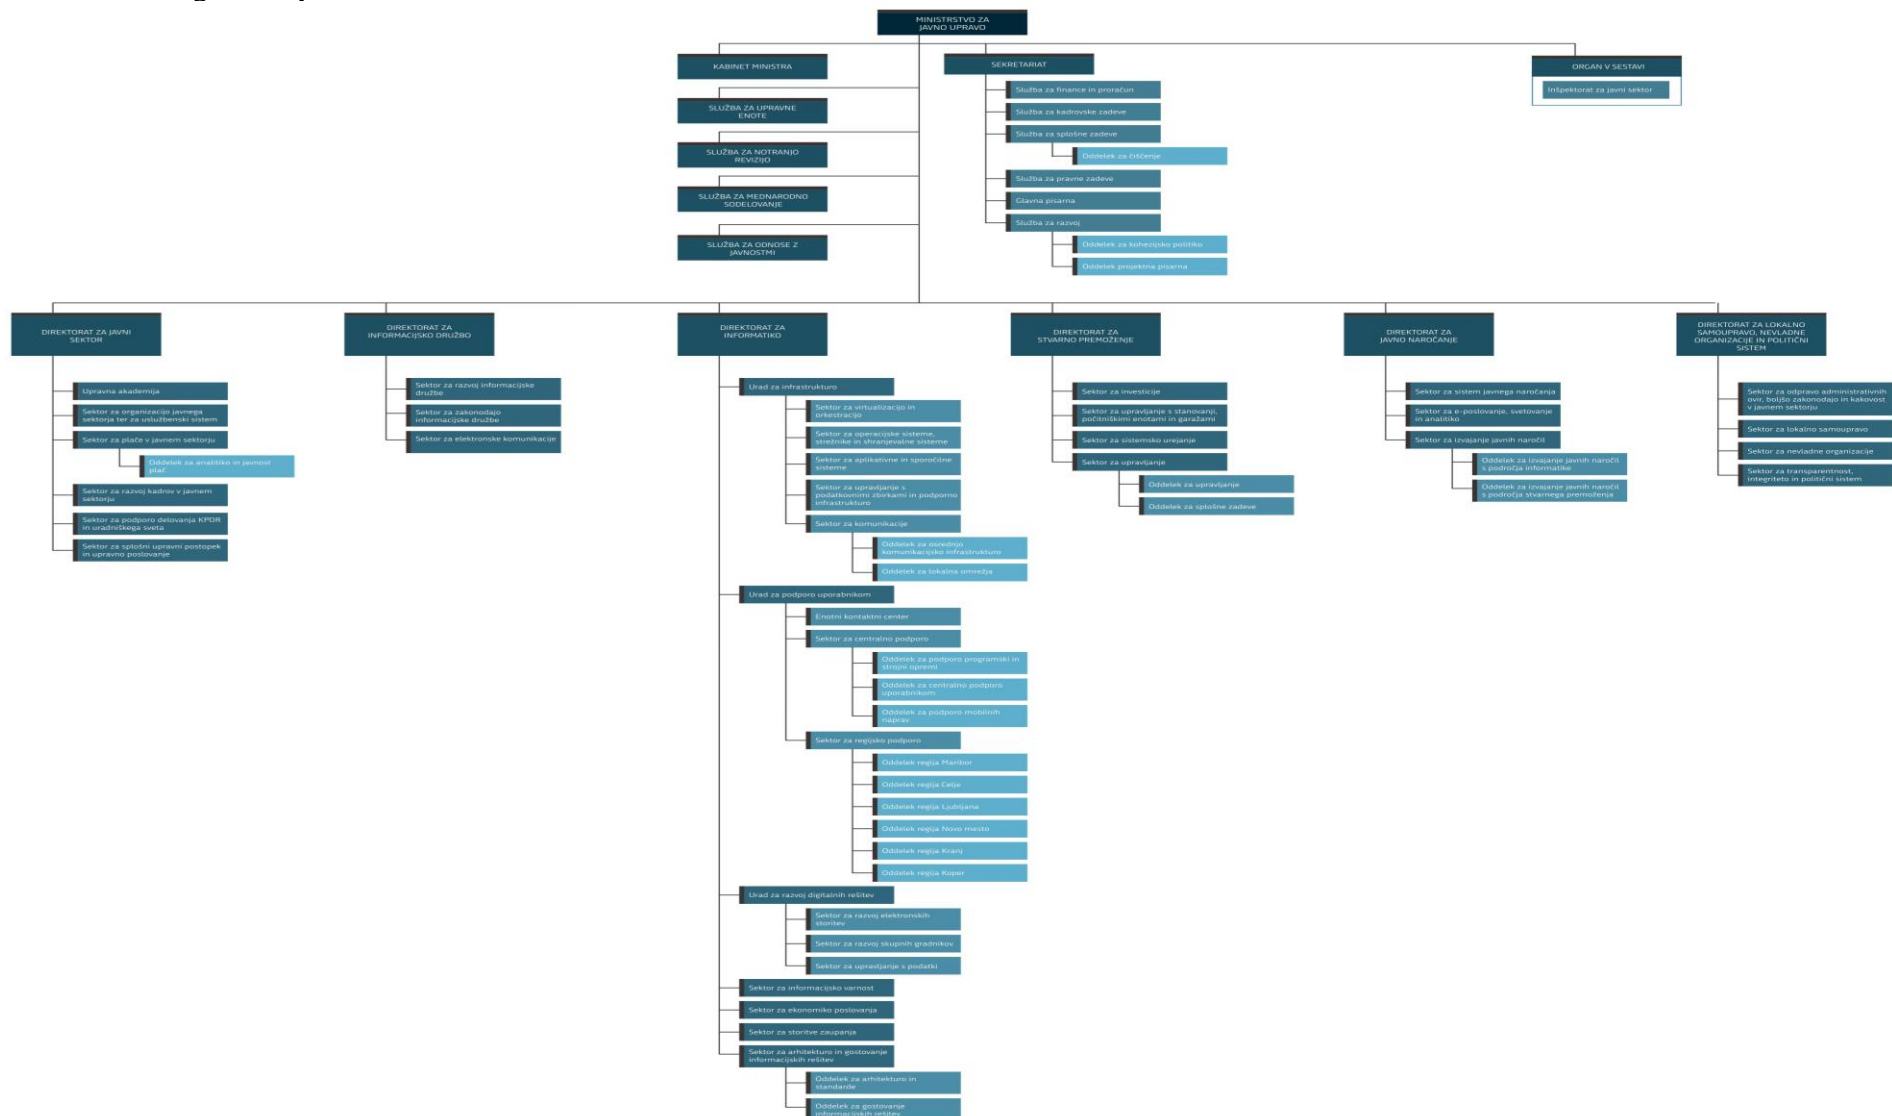 MINISTRSTVO ZA
JAVNO UPRAVO
KABINET MINISTRA
SLUŽBA ZA UPRAVNE
ENOTE
SLUŽBA ZA NOTRANJO
REVIZIJO
SLUŽBA ZA MEDNARODNO
SODELOVANJE
SLUŽBA ZA ODNOSE Z
JAVNOSTMI
SEKRETARIAT
Služba za finance in proračun
Služba za kadrovske zadeve
Služba za splošne zadeve
Oddelek za čiščenje
Služba za pravne zadeve
Glavna pisarna
Služba za razvoj
Oddelek za kohezijsko politiko
Oddelek projektna pisarna
ORGAN V SESTAVI
Inšpektorat za javni sektor
DIREKTORAT ZA JAVNI
SEKTOR
Upravna akademija
Sektor za organizacijo javnega
sektorja ter za uslužbenski sistem
Sektor za plače v javnem sektorju
Oddelek za analitiko in javnost
plač
Sektor za razvoj kadrov v javnem
sektorju
Sektor za podporo delovanja KPDR
in uradniškega sveta
Sektor za splošni upravni postopek
in upravno poslovanje
DIREKTORAT ZA
INFORMACIJSKO DRUŽBO
Sektor za razvoj informacijske
družbe
Sektor za zakonodajo
informacijske družbe
Sektor za elektronske komunikacije
DIREKTORAT ZA
INFORMATIKO
Urad za infrastrukturo
Sektor za virtualizacijo in
orkestracijo
Sektor za operacijske sisteme,
strežnike in shranjevalne sisteme
Sektor za aplikativne in sporočilne
sisteme
Sektor za upravljanje s
podatkovnimi zbirkami in podporno
infrastrukturo
Sektor za komunikacije
Oddelek za osrednjo
komunikacijsko infrastrukturo
Oddelek za lokalna omrežja
Urad za podporo uporabnikom
Enotni kontaktni center
Sektor za centralno podporo
Oddelek za podporo programski in
strojni opremi
Oddelek za centralno podporo
uporabnikom
Oddelek za podporo mobilnih
naprav
Sektor za regijsko podporo
Oddelek regija Maribor
Oddelek regija Celje
Oddelek regija Ljubljana
Oddelek regija Novo mesto
Oddelek regija Kranj
Oddelek regija Koper
Urad za razvoj digitalnih rešitev
Sektor za razvoj elektronskih
storitev
Sektor za razvoj skupnih gradnikov
Sektor za upravljanje s podatki
Sektor za informacijsko varnost
Sektor za ekonomiko poslovanja
Sektor za storitve zaupanja
Sektor za arhitekturo in gostovanje
informacijskih rešitev
Oddelek za arhitekturo in
standarde
Oddelek za gostovanje
informacijskih rešitev
DIREKTORAT ZA
STVARNO PREMOŽENJE
Sektor za investicije
Sektor za upravljanje s stanovanji,
počitniškimi enotami in garažami
Sektor za sistemsko urejanje
Sektor za upravljanje
Oddelek za upravljanje
Oddelek za splošne zadeve
DIREKTORAT ZA
JAVNO NAROČANJE
Sektor za sistem javnega naročanja
Sektor za e-poslovanje, svetovanje
in analitiko
Sektor za izvajanje javnih naročil
Oddelek za izvajanje javnih naročil
s področja informatike
Oddelek za izvajanje javnih naročil
s področja stvarnega premoženja
DIREKTORAT ZA LOKALNO
SAMOUPRAVO, NEVLADNE
ORGANIZACIJE IN POLITIČNI
SISTEM
Sektor za odpravo administrativnih
ovir, boljšo zakonodajo in kakovost
v javnem sektorju
Sektor za lokalno samoupravo
Sektor za nevladne organizacije
Sektor za transparentnost,
integriteto in politični sistem